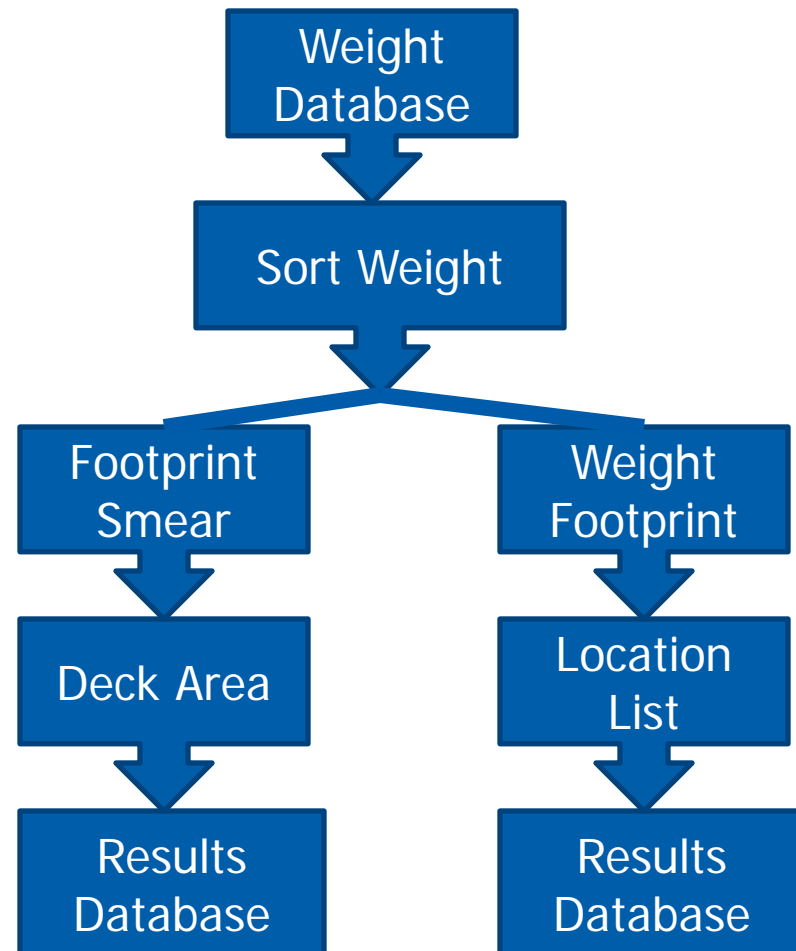 Weight
Database
Sort Weight
Footprint
Smear
Weight
Footprint
Deck Area
Location
List
Results
Database
Results
Database